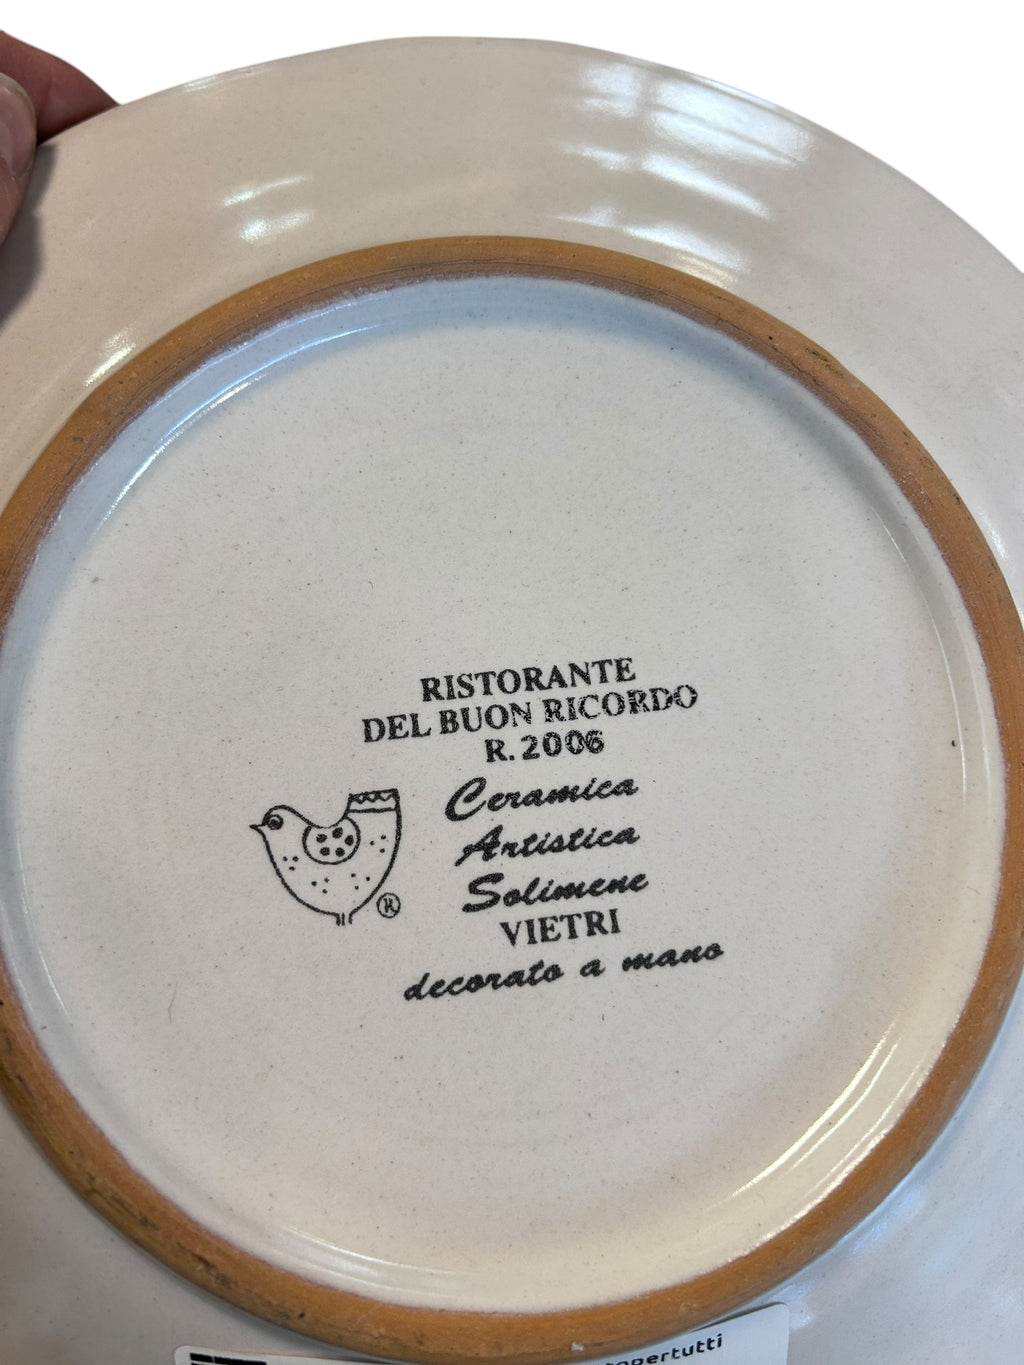 RISTORANTE
DEL BUON RICORDO
R. 2006
Ceramica
Artistica
Solimene
VIETRI
decorato a mano
®